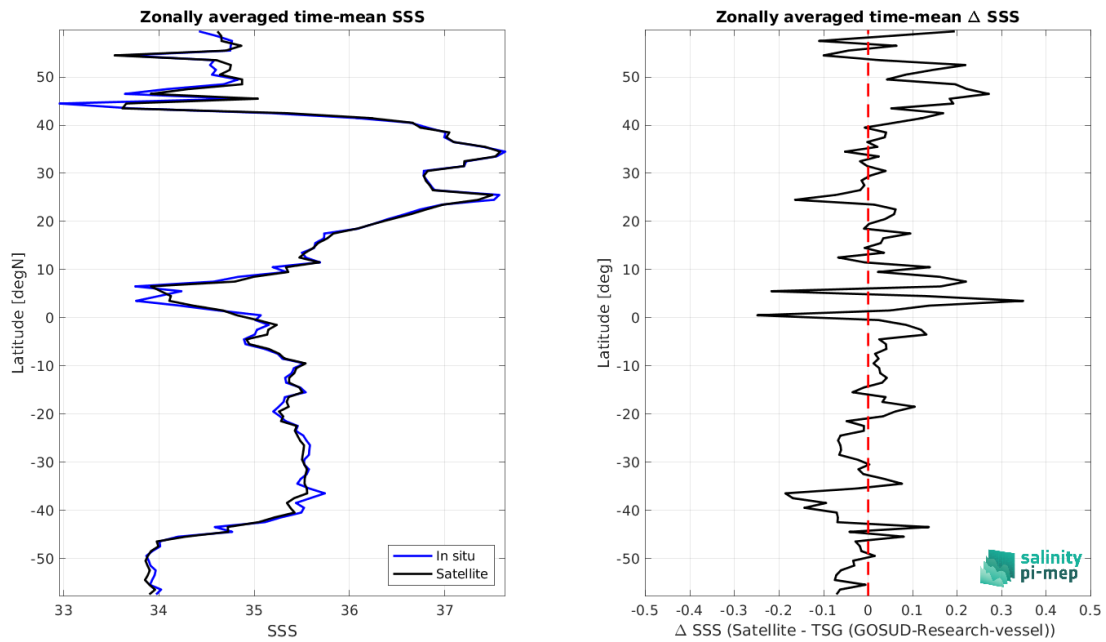 Zonally averaged time-mean SSS
50
40
30
20
10
0
-10
-20
-30
-40
-50
Latitude [degN]
In situ
Satellite
33 34 35 36 37
SSS
Zonally averaged time-mean Δ SSS
50
40
30
20
10
0
-10
-20
-30
-40
-50
Latitude [deg]
salinity
pi-mep
-0.5 -0.4 -0.3 -0.2 -0.1 0 0.1 0.2 0.3 0.4 0.5
Δ SSS (Satellite - TSG (GOSUD-Research-vessel))